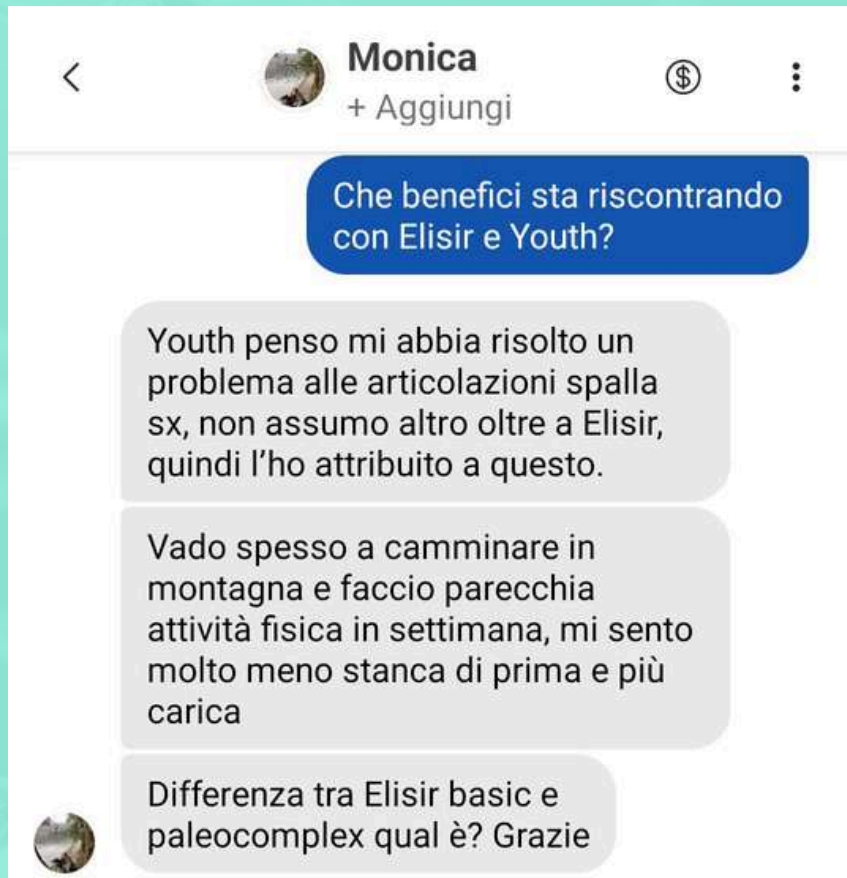 Monica
+ Aggiungi
Che benefici sta riscontrando
con Elisir e Youth?
Youth penso mi abbia risolto un
problema alle articolazioni spalla
sx, non assumo altro oltre a Elisir,
quindi l'ho attribuito a questo.
Vado spesso a camminare in
montagna e faccio parecchia
attività fisica in settimana, mi sento
molto meno stanca di prima e più
carica
Differenza tra Elisir basic e
paleocomplex qual è? Grazie